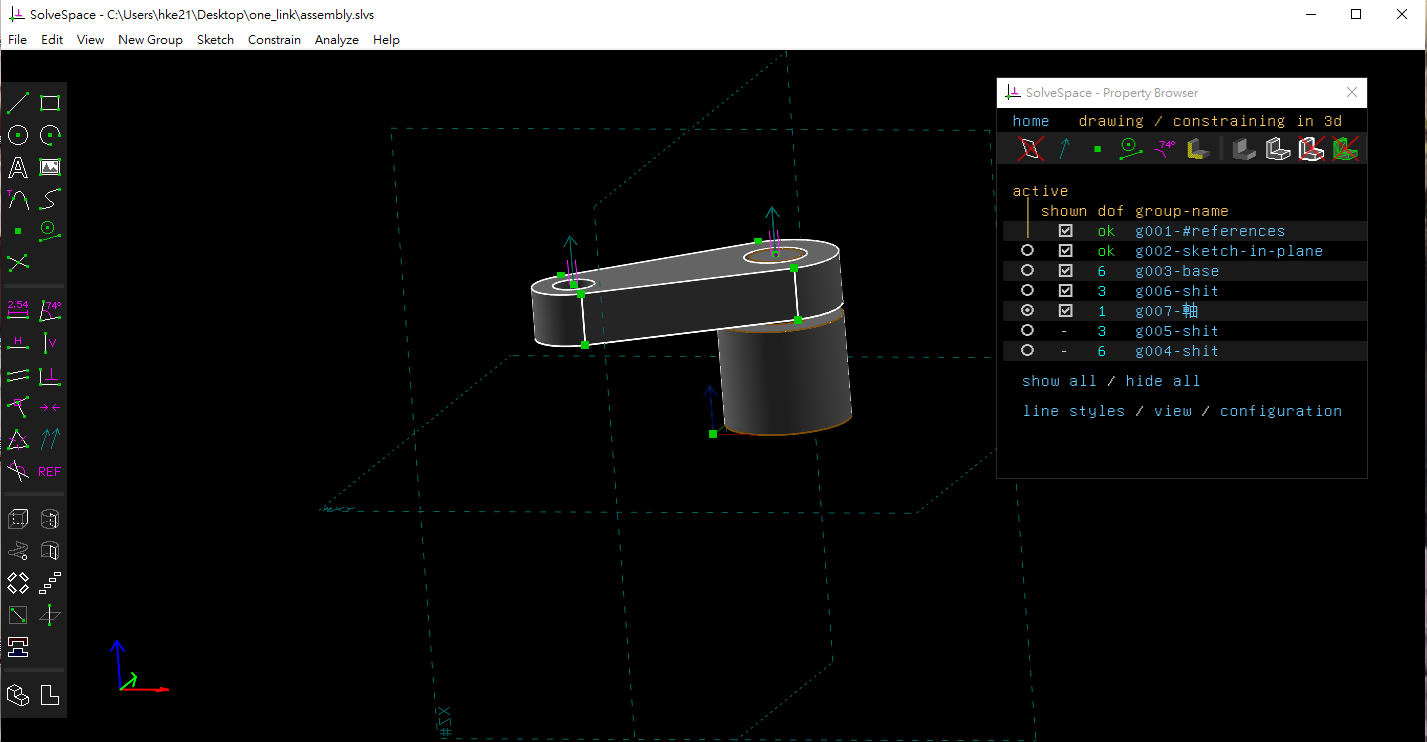 SolveSpace - C:\Users\hke21\Desktop\one_link\assembly.slvs
File Edit View New Group Sketch Constrain Analyze Help
SolveSpace - Property Browser
home drawing / constraining in 3d
74°
active
shown dof group-name
ok g001-#references
ok g002-sketch-in-plane
6 g003-base
3 g006-shit
1 g007-軸
- 3 g005-shit
- 6 g004-shit
show all / hide all
line styles / view / configuration
A
T
2.54 74°
H V
REF